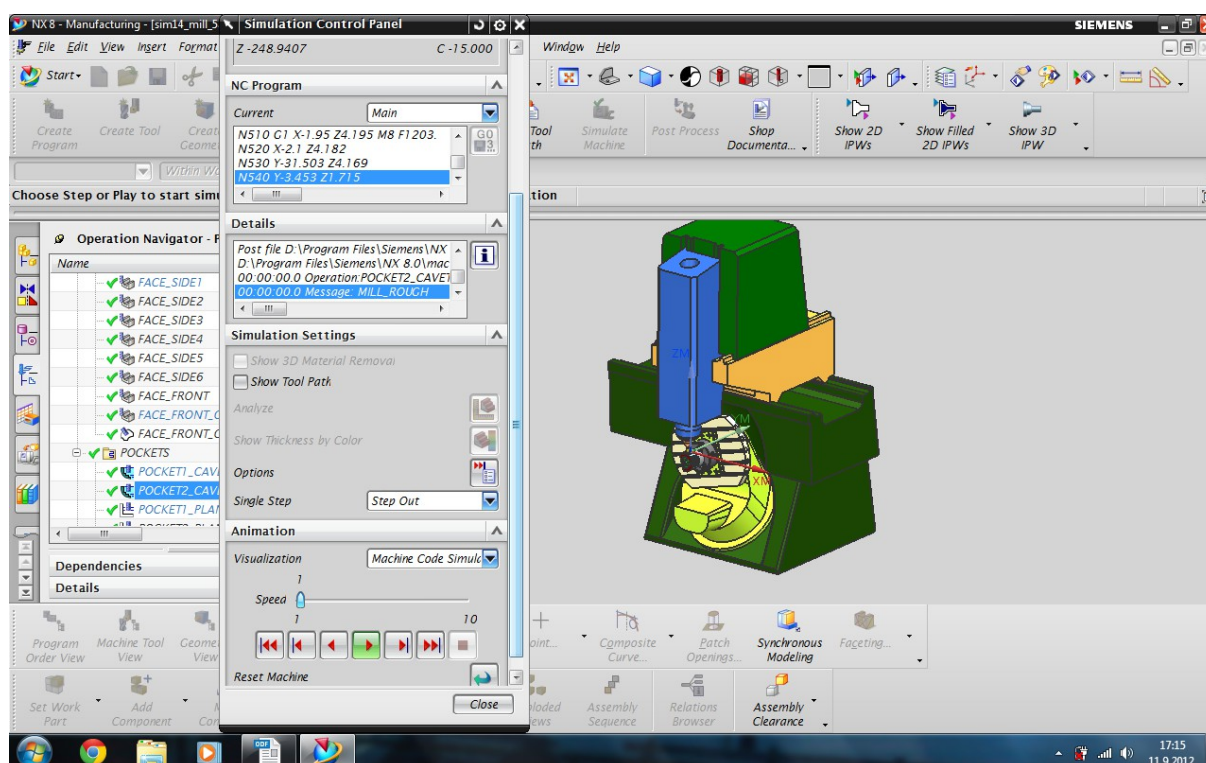 NX 8 - Manufacturing - [sim14_mill_5
Simulation Control Panel
SIEMENS
File Edit View Insert Format
Window Help
Start
Create Program
Create Tool
Simulate Machine
Post Process
Shop Documenta...
Show 2D IPWs
Show Filled 2D IPWs
Show 3D IPW
Choose Step or Play to start simu
Operation Navigator - P
Name
FACE_SIDE1
FACE_SIDE2
FACE_SIDE3
FACE_SIDE4
FACE_SIDE5
FACE_SIDE6
FACE_FRONT
FACE_FRONT_C
FACE_FRONT_C
POCKETS
POCKET1_CAVI
POCKET2_CAVI
POCKET1_PLAN
Dependencies
Details
Z -248.9407 C -15.000
NC Program
Current Main
N510 G1 X-1.95 Z4.195 M8 F1203.
N520 X-2.1 Z4.182
N530 Y-31.503 Z4.169
N540 Y-3.453 Z1.715
Details
Post file D:\Program Files\Siemens\NX
D:\Program Files\Siemens\NX 8.0\mac
00:00:00.0 Operation:POCKET2_CAVET
00:00:00.0 Message: MILL_ROUGH
Simulation Settings
Show 3D Material Removal
Show Tool Path
Analyze
Show Thickness by Color
Options
Single Step Step Out
Animation
Visualization Machine Code Simula
1
Speed
1 10
Reset Machine
Close
ZM
YM
XM
Program Order View
Machine Tool View
Geomet View
Composite Curve...
Patch Openings...
Synchronous Modeling
Faceting...
Set Work Part
Add Component
Assembly Sequence
Relations Browser
Assembly Clearance
17:15
11.9.2012